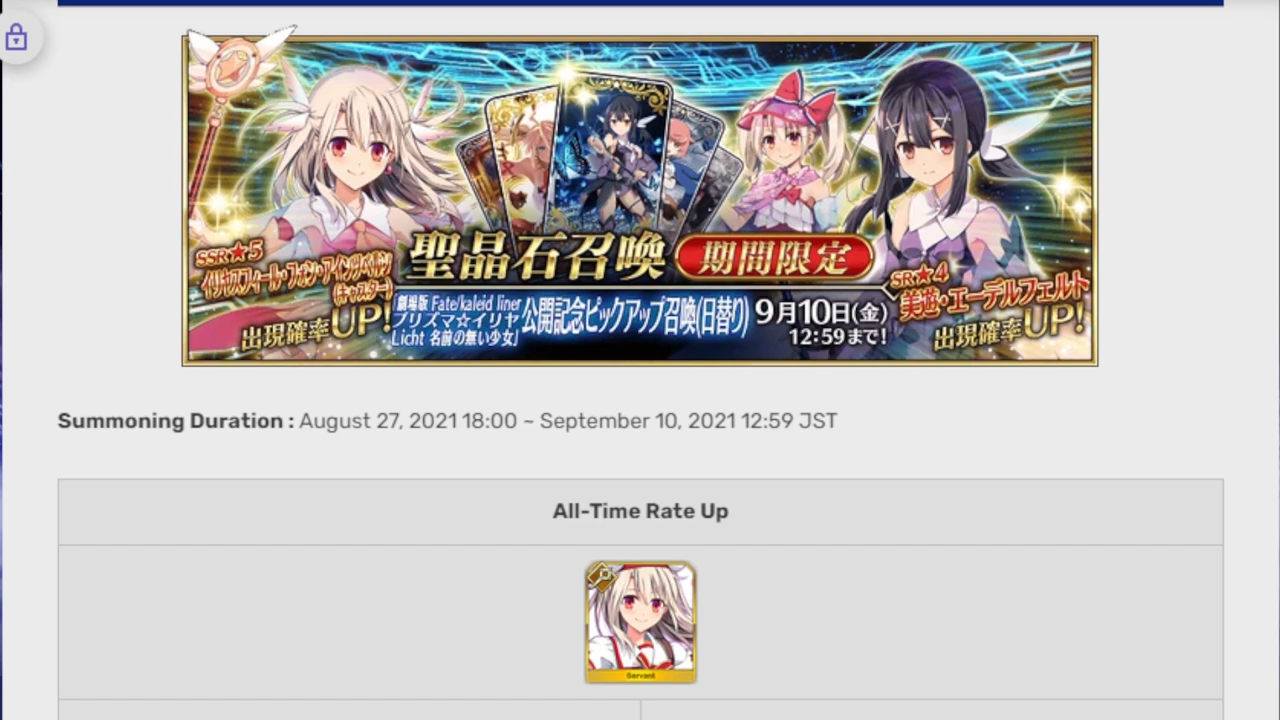 SSR★5
イリヤスフィール・フォン・アインツベルン
(キャスター)
出現確率UP!
聖晶石召喚 期間限定
「劇場版 Fate/kaleid liner
プリズマ☆イリヤ
Licht 名前の無い少女」
公開記念ピックアップ召喚(日替り)
9月10日(金)
12:59まで!
SR★4
美遊・エーデルフェルト
出現確率UP!
Summoning Duration : August 27, 2021 18:00 ~ September 10, 2021 12:59 JST
All-Time Rate Up
Servant